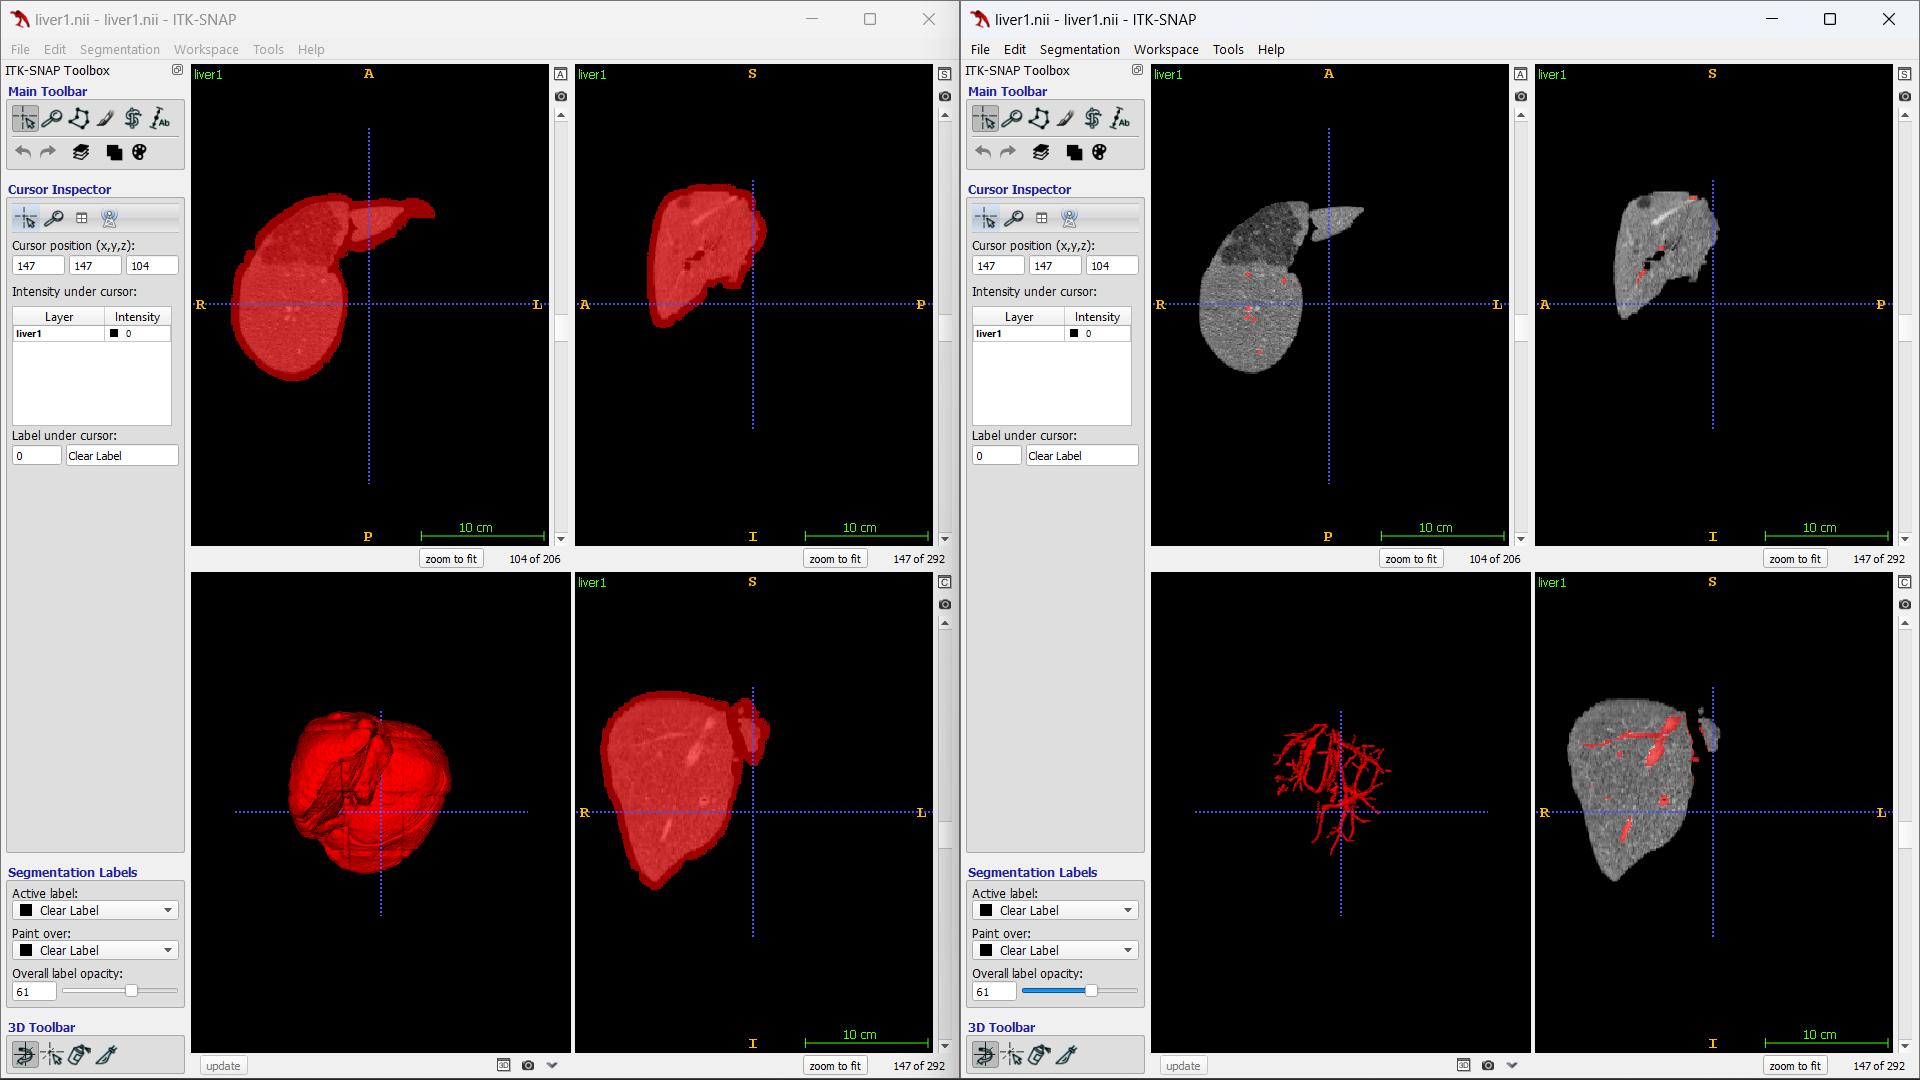 liver1.nii - liver1.nii - ITK-SNAP
File Edit Segmentation Workspace Tools Help
ITK-SNAP Toolbox
Main Toolbar
Ab
Cursor Inspector
Cursor position (x,y,z):
147 147 104
Intensity under cursor:
Layer Intensity
liver1 0
Label under cursor:
0 Clear Label
Segmentation Labels
Active label:
Clear Label
Paint over:
Clear Label
Overall label opacity:
61
3D Toolbar
liver1
A
A
R
L
10 cm
P
zoom to fit 104 of 206
liver1
S
S
A
P
10 cm
I
zoom to fit 147 of 292
update
3D
liver1
S
C
R
L
10 cm
I
zoom to fit 147 of 292
liver1.nii - liver1.nii - ITK-SNAP
File Edit Segmentation Workspace Tools Help
ITK-SNAP Toolbox
Main Toolbar
Ab
Cursor Inspector
Cursor position (x,y,z):
147 147 104
Intensity under cursor:
Layer Intensity
liver1 0
Label under cursor:
0 Clear Label
Segmentation Labels
Active label:
Clear Label
Paint over:
Clear Label
Overall label opacity:
61
3D Toolbar
liver1
A
A
R
L
10 cm
P
zoom to fit 104 of 206
liver1
S
S
A
P
10 cm
I
zoom to fit 147 of 292
update
3D
liver1
S
C
R
L
10 cm
I
zoom to fit 147 of 292